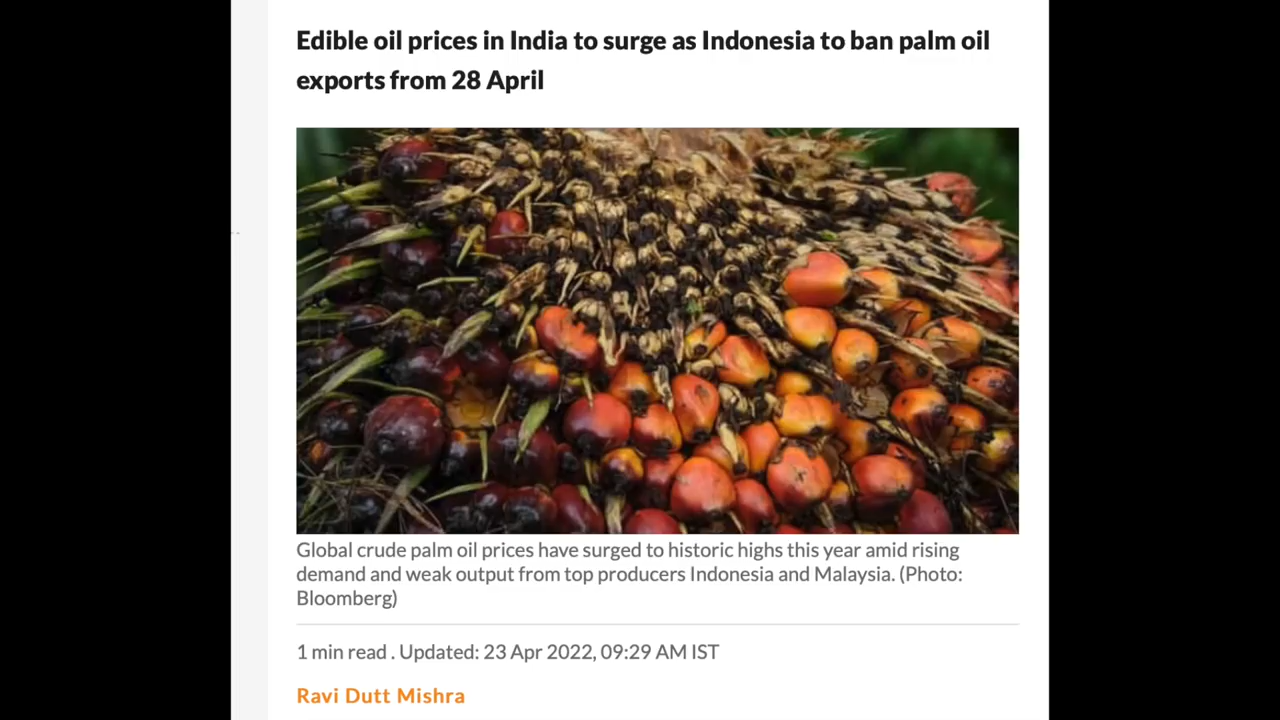 Edible oil prices in India to surge as Indonesia to ban palm oil
exports from 28 April
Global crude palm oil prices have surged to historic highs this year amid rising
demand and weak output from top producers Indonesia and Malaysia. (Photo:
Bloomberg)
1 min read . Updated: 23 Apr 2022, 09:29 AM IST
Ravi Dutt Mishra